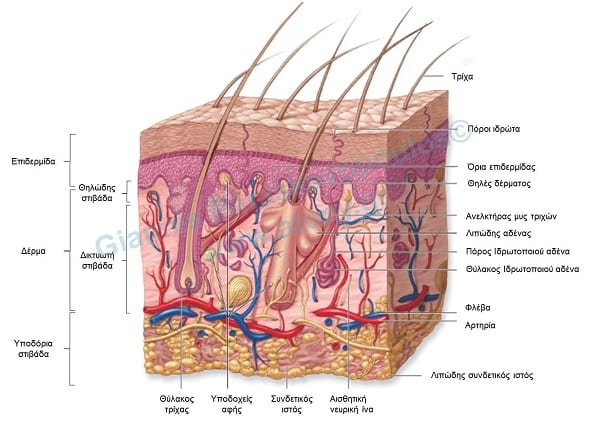 Τρίχα
Πόροι ιδρώτα
Επιδερμίδα
Όρια επιδερμίδας
Θηλώδης
στιβάδα
Θηλές δέρματος
Ανελκτήρας μυς τριχών
Λιπώδης αδένας
Δέρμα
Δικτυωτή
στιβάδα
Πόρος Ιδρωτοποιού αδένα
Θύλακος Ιδρωτοποιού αδένα
Φλέβα
Αρτηρία
Υποδόρια
στιβάδα
Λιπώδης συνδετικός ιστός
Θύλακος
τρίχας
Υποδοχείς
αφής
Συνδετικός
ιστός
Αισθητική
νευρική ίνα